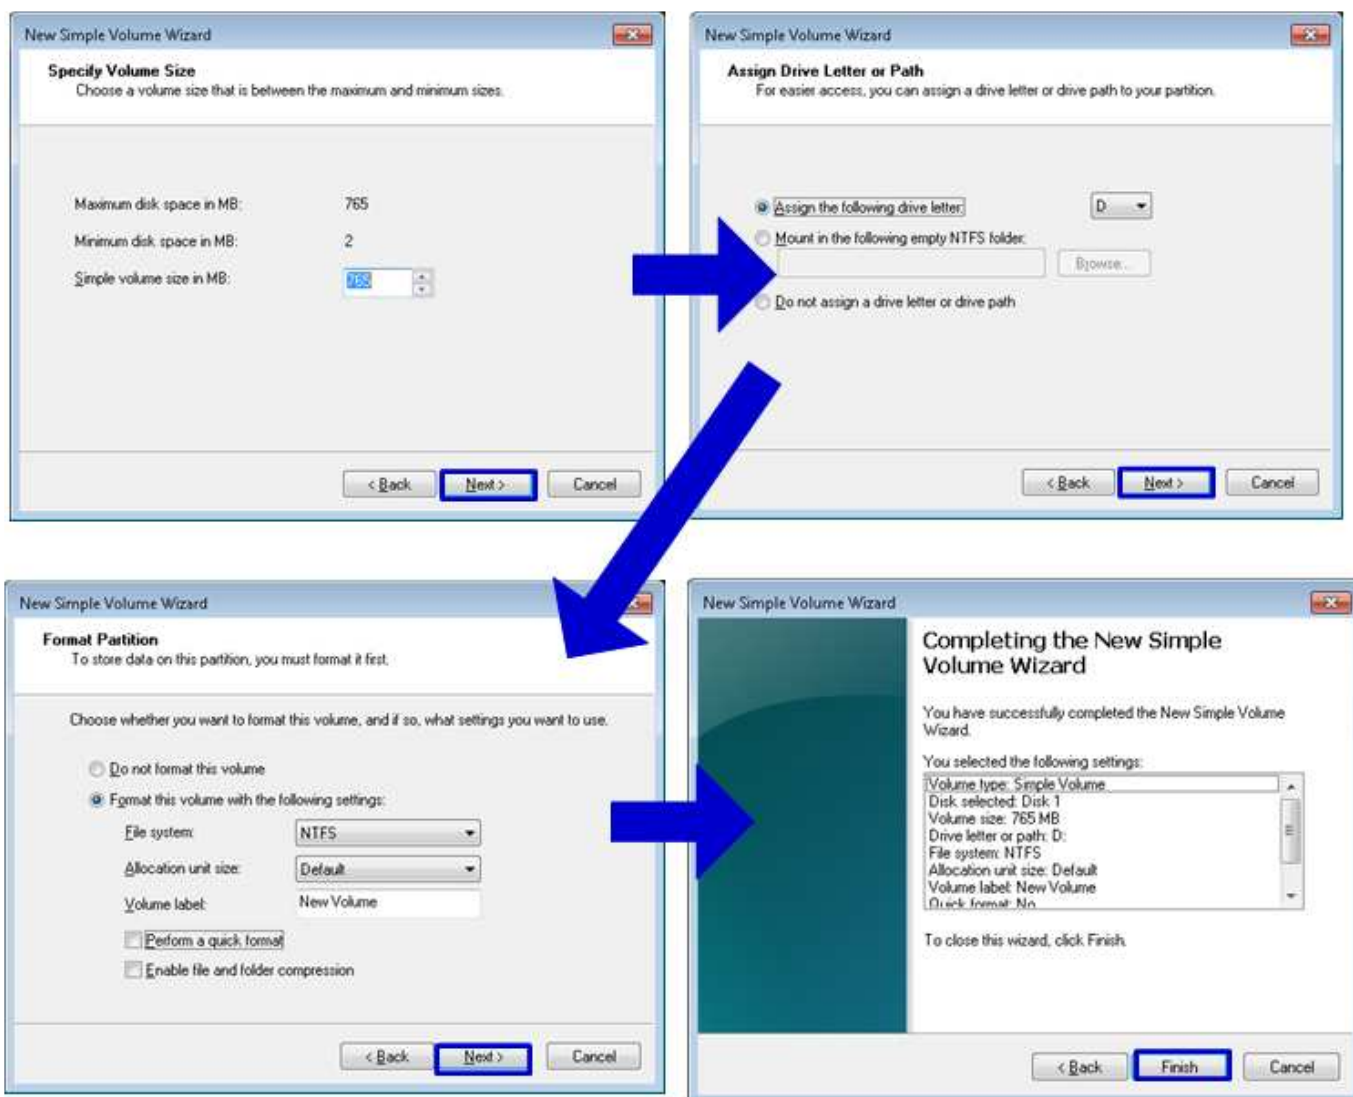 New Simple Volume Wizard
Specify Volume Size
Choose a volume size that is between the maximum and minimum sizes.
Maximum disk space in MB: 765
Minimum disk space in MB: 2
Simple volume size in MB: 765
< Back Next > Cancel
New Simple Volume Wizard
Assign Drive Letter or Path
For easier access, you can assign a drive letter or drive path to your partition.
Assign the following drive letter: D
Mount in the following empty NTFS folder:
Browse...
Do not assign a drive letter or drive path
< Back Next > Cancel
New Simple Volume Wizard
Format Partition
To store data on this partition, you must format it first.
Choose whether you want to format this volume, and if so, what settings you want to use.
Do not format this volume
Format this volume with the following settings:
File system: NTFS
Allocation unit size: Default
Volume label: New Volume
Perform a quick format
Enable file and folder compression
< Back Next > Cancel
New Simple Volume Wizard
Completing the New Simple
Volume Wizard
You have successfully completed the New Simple Volume
Wizard.
You selected the following settings:
Volume type: Simple Volume
Disk selected: Disk 1
Volume size: 765 MB
Drive letter or path: D:
File system: NTFS
Allocation unit size: Default
Volume label: New Volume
Quick format: No
To close this wizard, click Finish.
< Back Finish Cancel